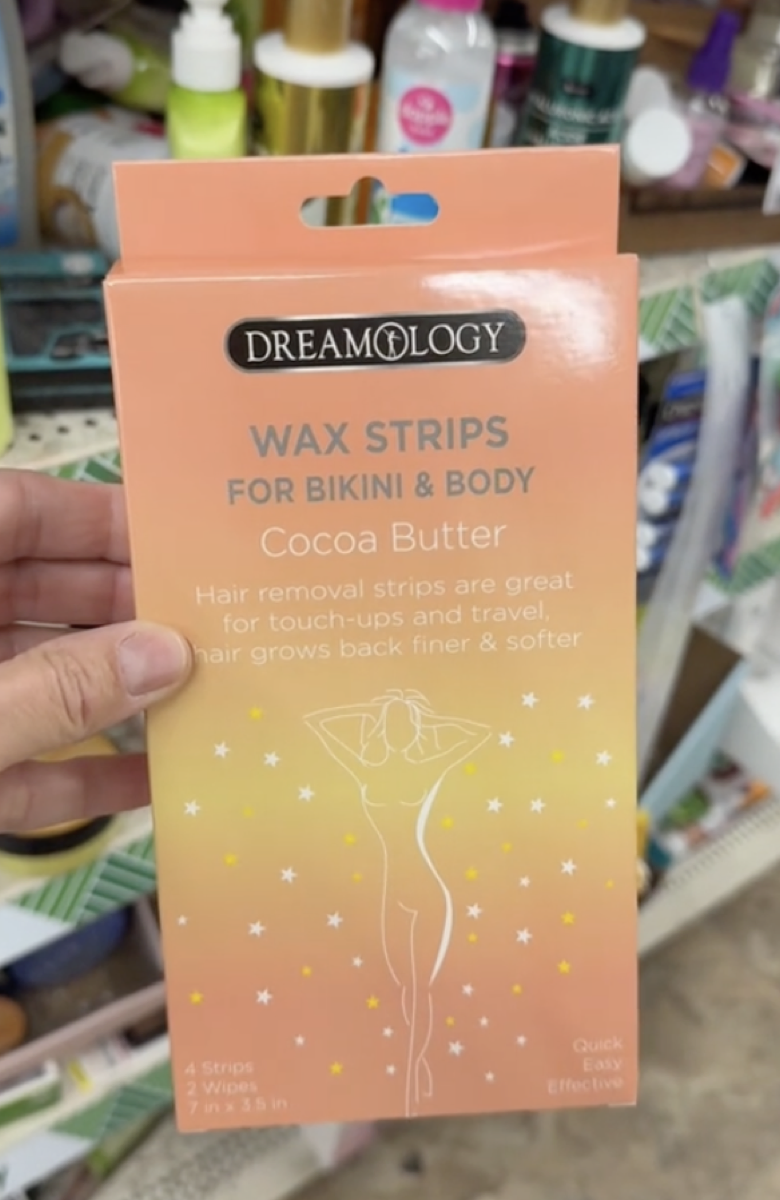 DREAMOLOGY
WAX STRIPS
FOR BIKINI & BODY
Cocoa Butter
Hair removal strips are great
for touch-ups and travel,
hair grows back finer & softer
4 Strips
2 Wipes
7 in x 3.5 in
Quick
Easy
Effective